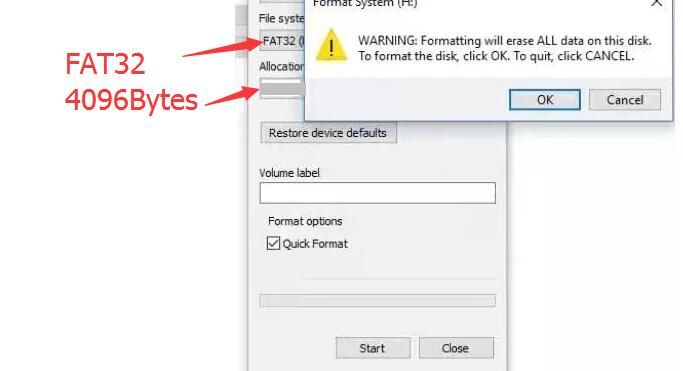 Format System (H:)
File syste
FAT32 (
Allocation
FAT32
4096Bytes
WARNING: Formatting will erase ALL data on this disk.
To format the disk, click OK. To quit, click CANCEL.
OK
Cancel
Restore device defaults
Volume label
Format options
Quick Format
Start
Close